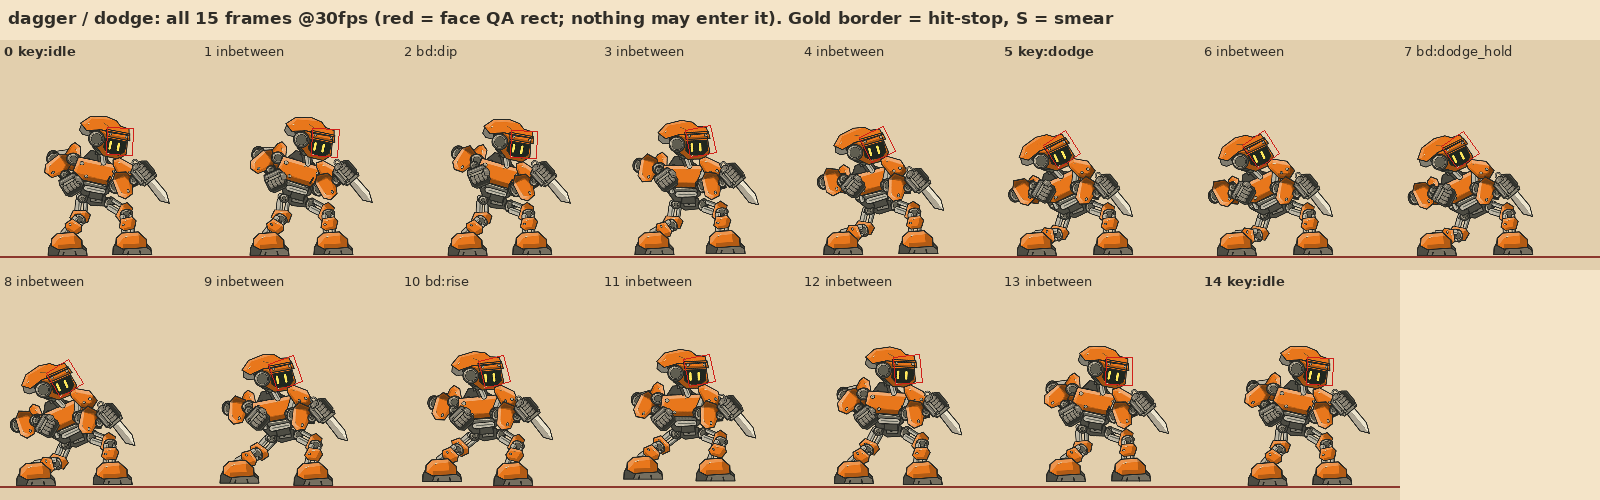 dagger / dodge: all 15 frames @30fps (red = face QA rect; nothing may enter it). Gold border = hit-stop, S = smear
0 key:idle
1 inbetween
2 bd:dip
3 inbetween
4 inbetween
5 key:dodge
6 inbetween
7 bd:dodge_hold
8 inbetween
9 inbetween
10 bd:rise
11 inbetween
12 inbetween
13 inbetween
14 key:idle